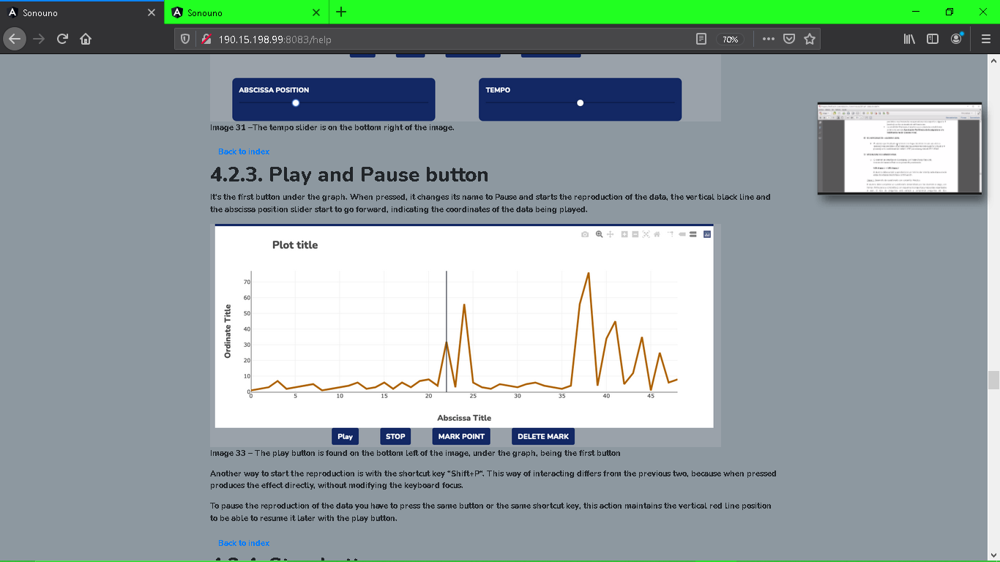 Sonouno
Sonouno
190.15.198.99:8083/help
70%
ABSCISSA POSITION
TEMPO
Image 31 –The tempo slider is on the bottom right of the image.
Back to index
4.2.3. Play and Pause button
It's the first button under the graph. When pressed, it changes its name to Pause and starts the reproduction of the data, the vertical black line and
the abscissa position slider start to go forward, indicating the coordinates of the data being played.
Plot title
Ordinate Title
70
60
50
40
30
20
10
0
0 5 10 15 20 25 30 35 40 45
Abscissa Title
Play STOP MARK POINT DELETE MARK
Image 33 – The play button is found on the bottom left of the image, under the graph, being the first button
Another way to start the reproduction is with the shortcut key "Shift+P". This way of interacting differs from the previous two, because when pressed
produces the effect directly, without modifying the keyboard focus.
To pause the reproduction of the data you have to press the same button or the same shortcut key, this action maintains the vertical red line position
to be able to resume it later with the play button.
Back to index